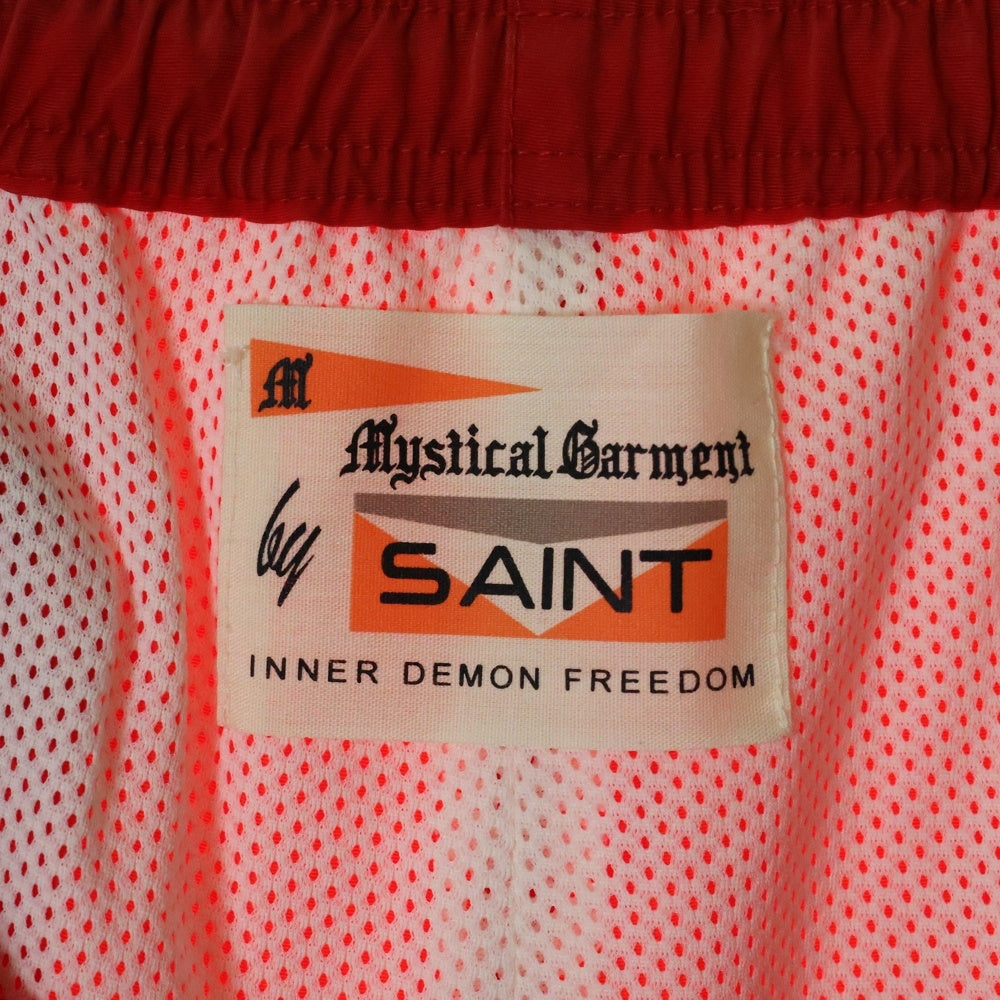 M
Mystical Garment
by
SAINT
INNER DEMON FREEDOM